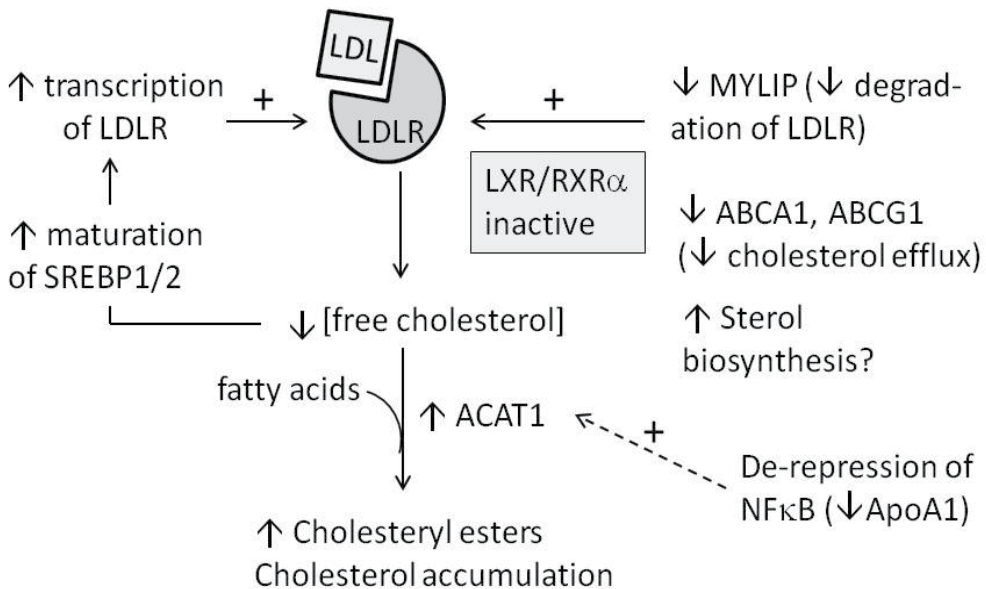 LDL
LDLR
↑ transcription
of LDLR
+
+
↓ MYLIP (↓ degrad-
ation of LDLR)
LXR/RXRα
inactive
↑ maturation
of SREBP1/2
↓ ABCA1, ABCG1
(↓ cholesterol efflux)
↓ [free cholesterol]
↑ Sterol
biosynthesis?
fatty acids
↑ ACAT1
+
De-repression of
NFκB (↓ApoA1)
↑ Cholesteryl esters
Cholesterol accumulation